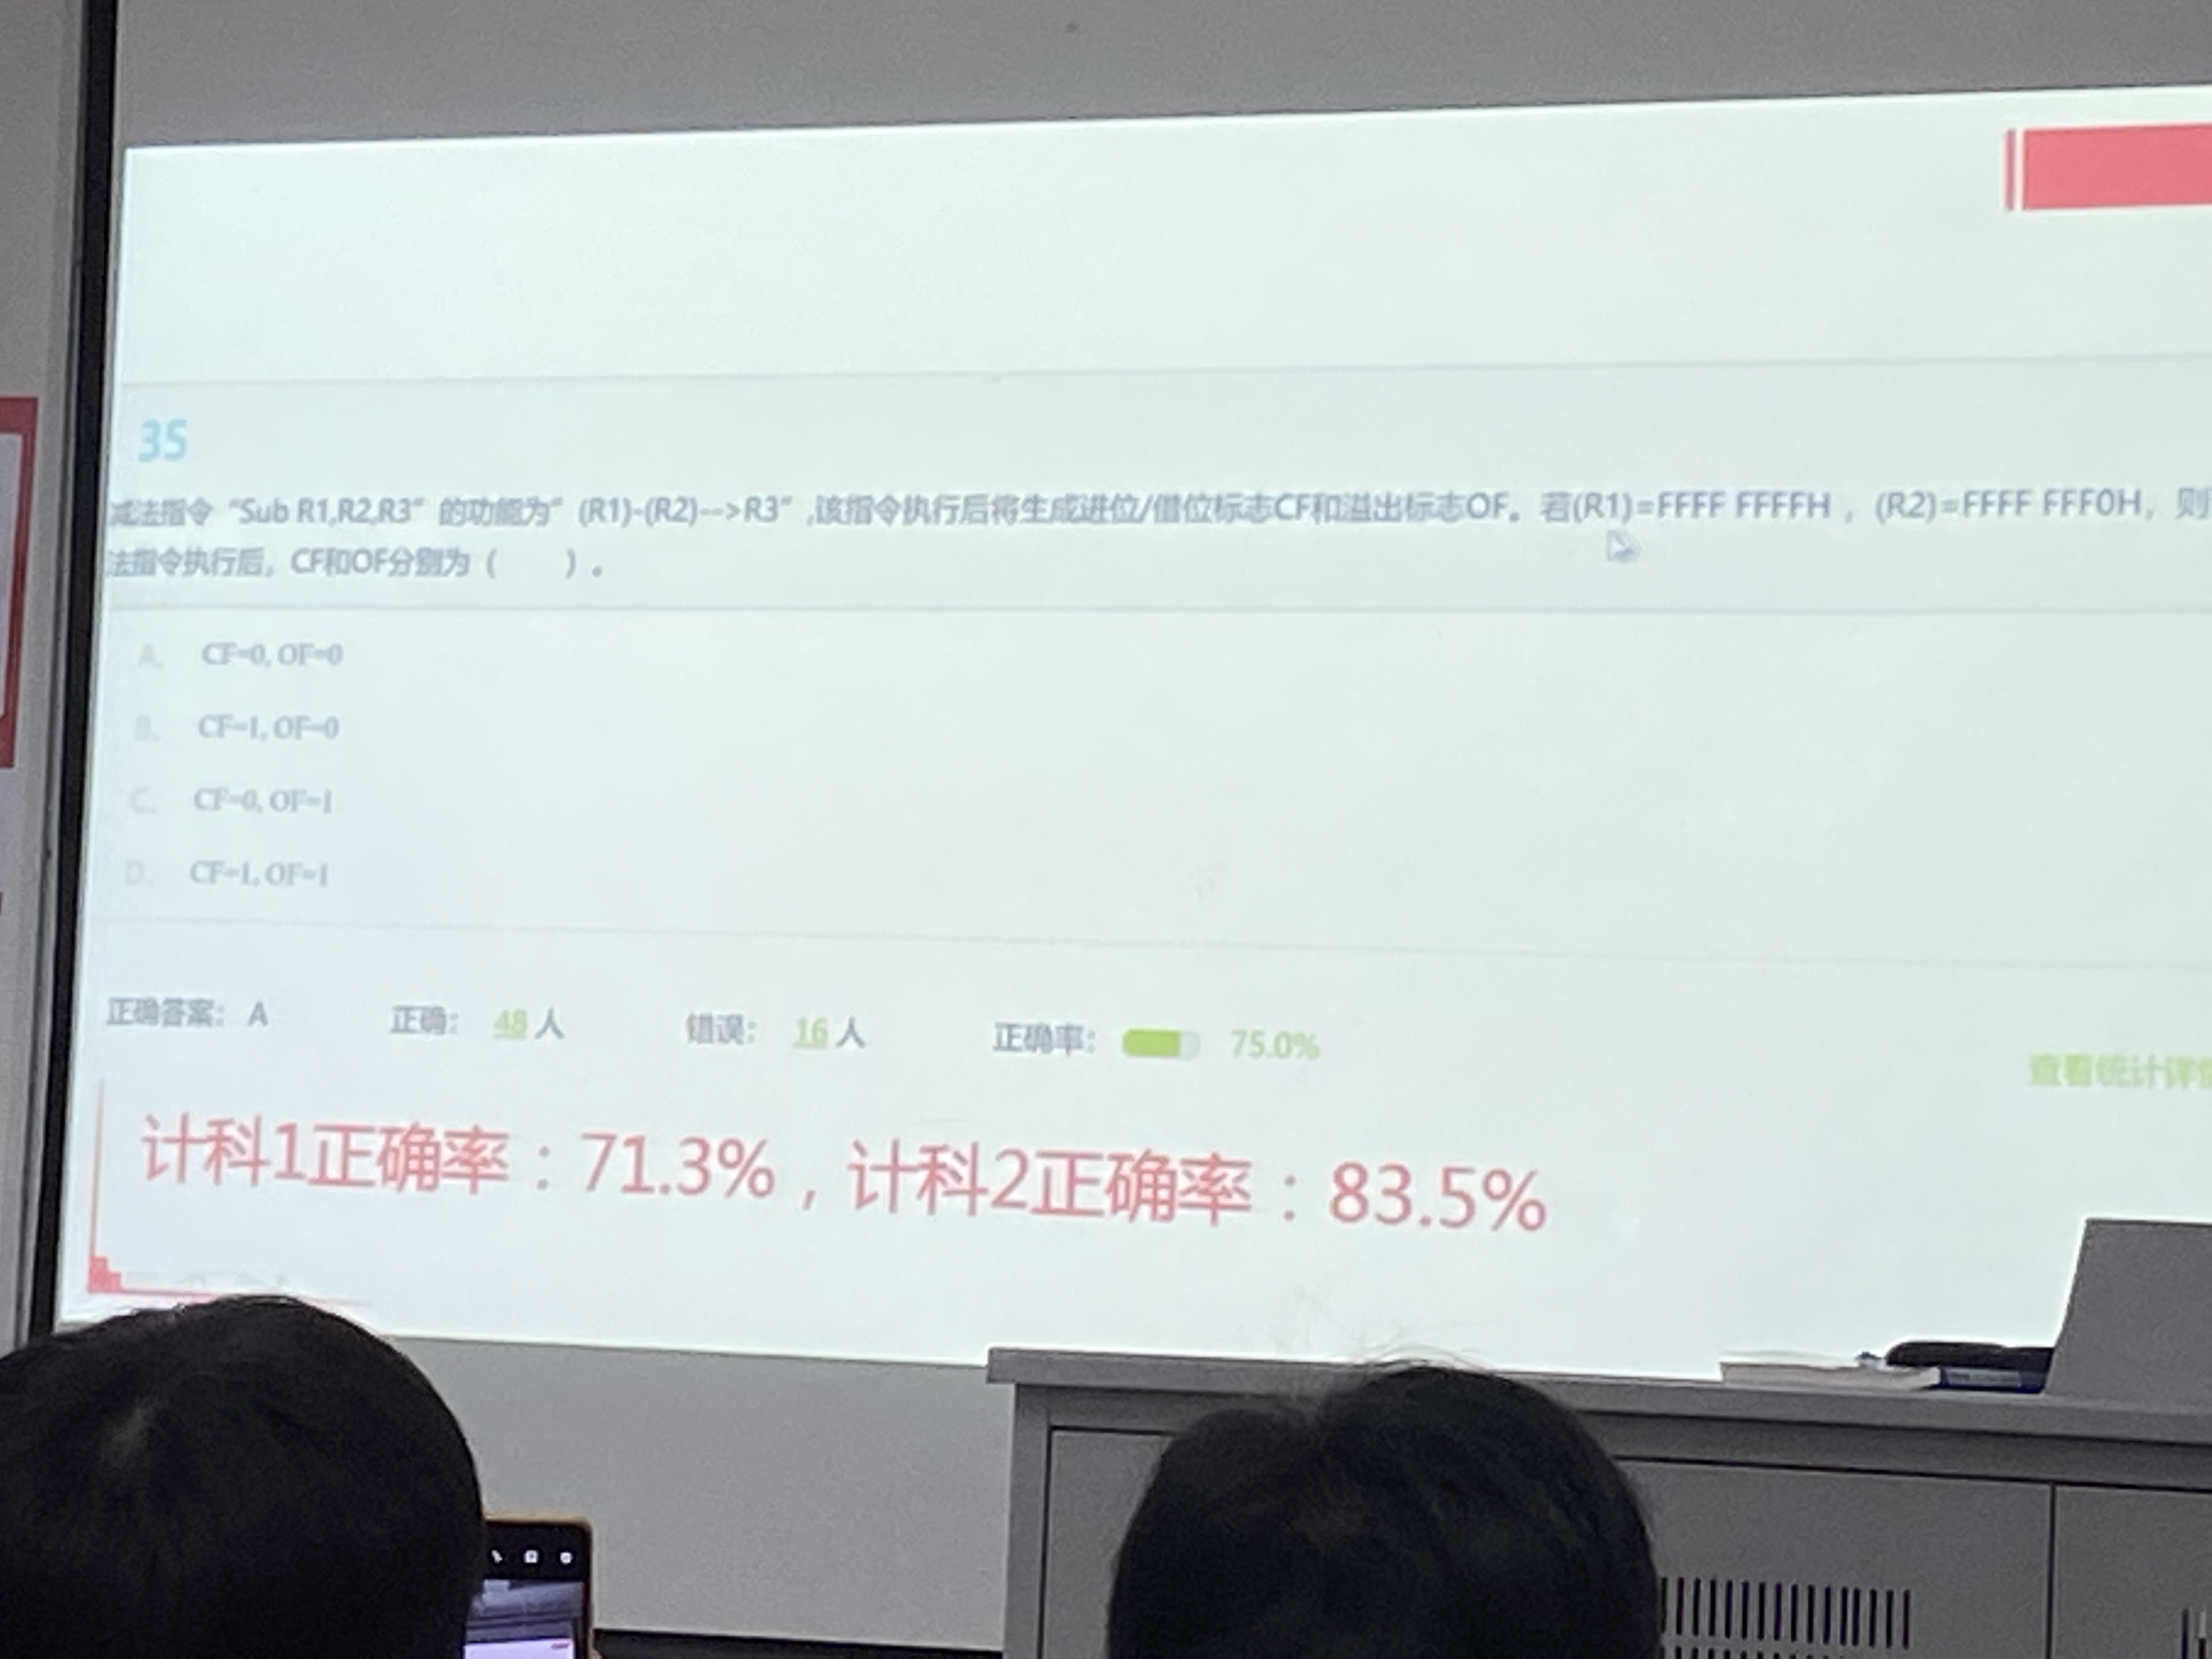 35
减法指令“Sub R1,R2,R3”的功能为“(R1)-(R2)-->R3”,该指令执行后将生成进位/借位标志CF和溢出标志OF。若(R1)=FFFF FFFFH，(R2)=FFFF FFF0H，则
法指令执行后，CF和OF分别为（ ）。
A. CF=0, OF=0
B. CF=1, OF=0
C. CF=0, OF=1
D. CF=1, OF=1
正确答案： A 正确： 48人 错误： 16人 正确率： 75.0%
查看统计详情
计科1正确率：71.3%，计科2正确率：83.5%